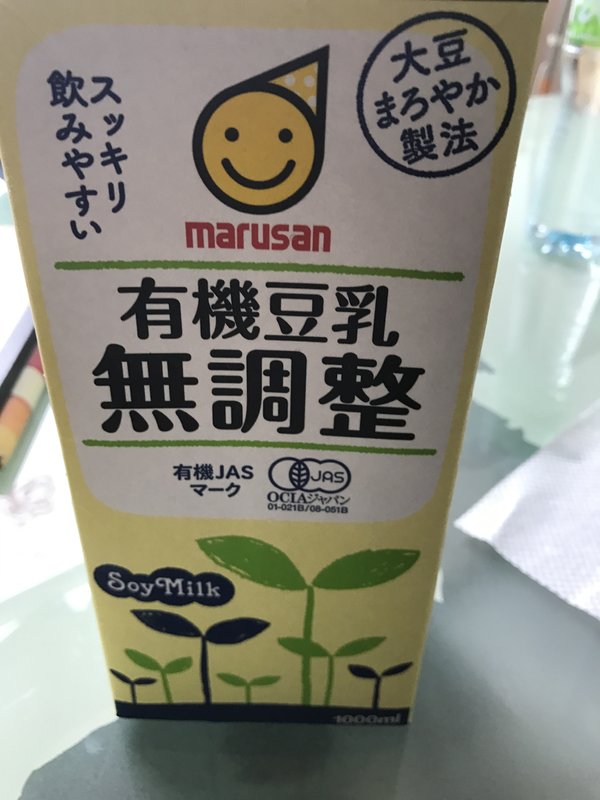 スッキリ
飲みやすい
大豆
まろやか
製法
marusan
有機豆乳
無調整
有機JAS
マーク
JAS
OCIAジャパン
01-021B/08-051B
Soy Milk
1000ml